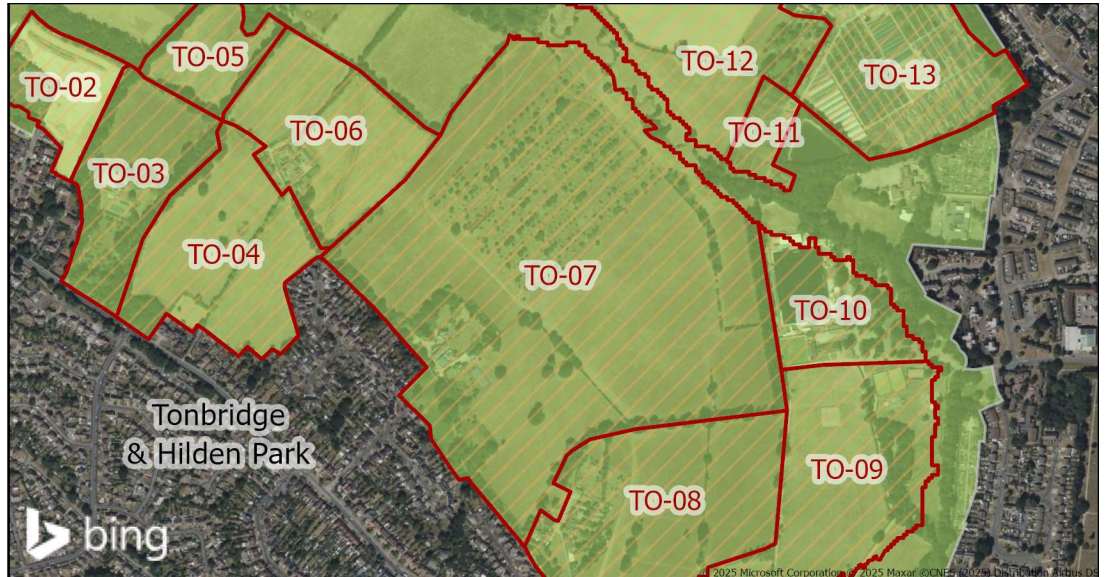 TO-05
TO-12
TO-13
TO-02
TO-06
TO-11
TO-03
TO-04
TO-07
TO-10
Tonbridge
& Hilden Park
TO-09
TO-08
bing
© 2025 Microsoft Corporation © 2025 Maxar ©CNES (2025) Distribution Airbus DS